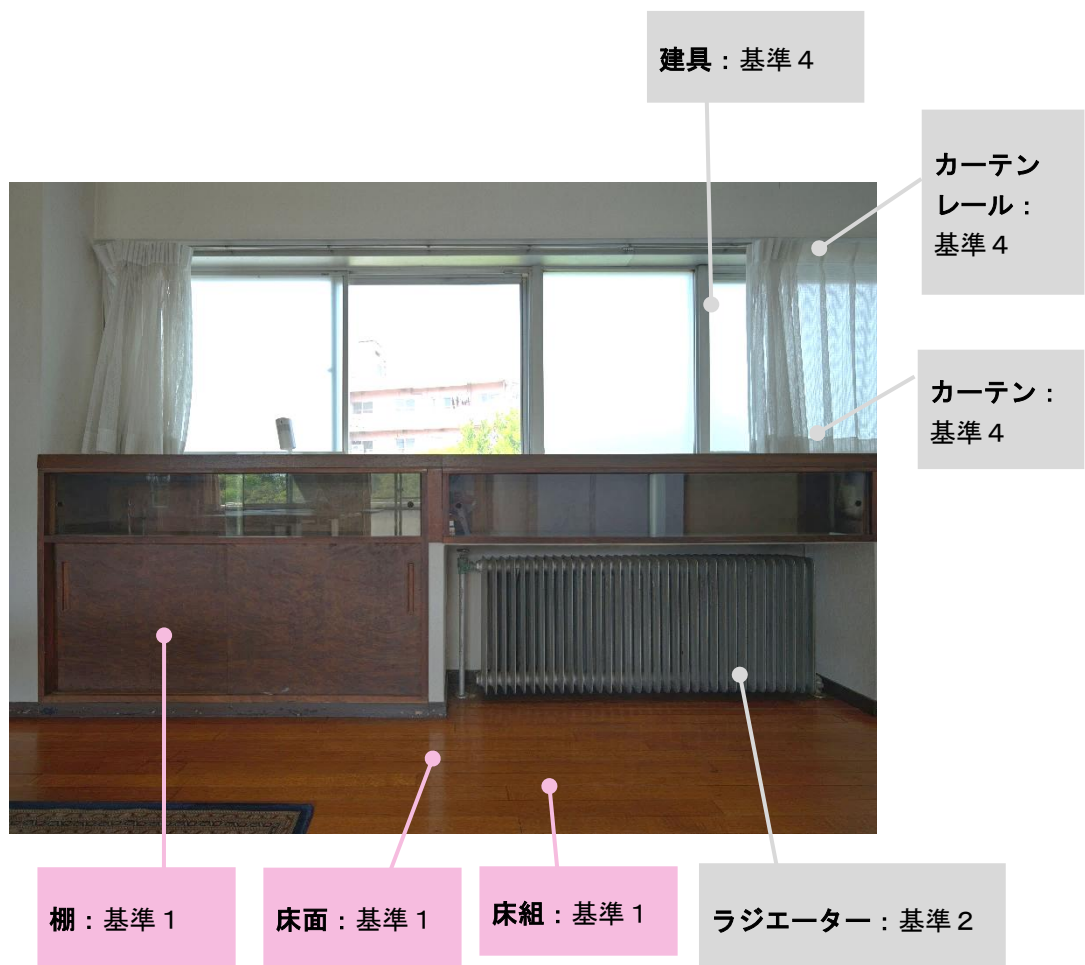 建具：基準４
カーテン
レール：
基準４
カーテン：
基準４
棚：基準１
床面：基準１
床組：基準１
ラジエーター：基準２